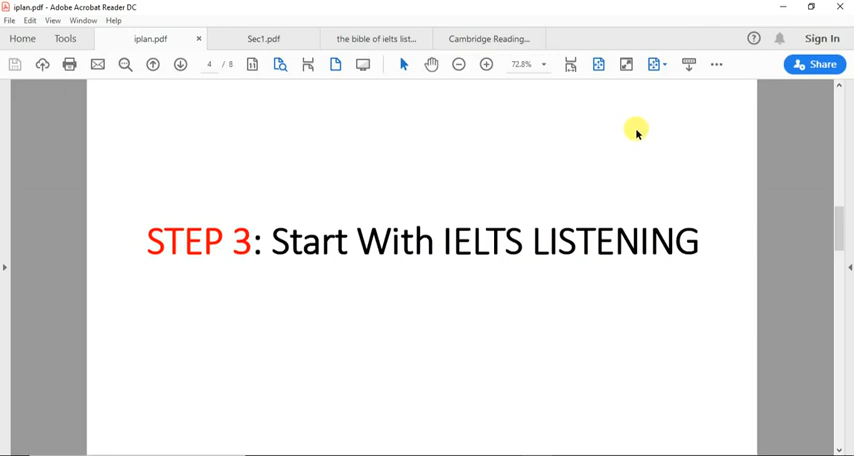 iplan.pdf - Adobe Acrobat Reader DC
File Edit View Window Help
Home Tools iplan.pdf × Sec1.pdf the bible of ielts list... Cambridge Reading... Sign In
4 / 8 72.8% Share
STEP 3: Start With IELTS LISTENING